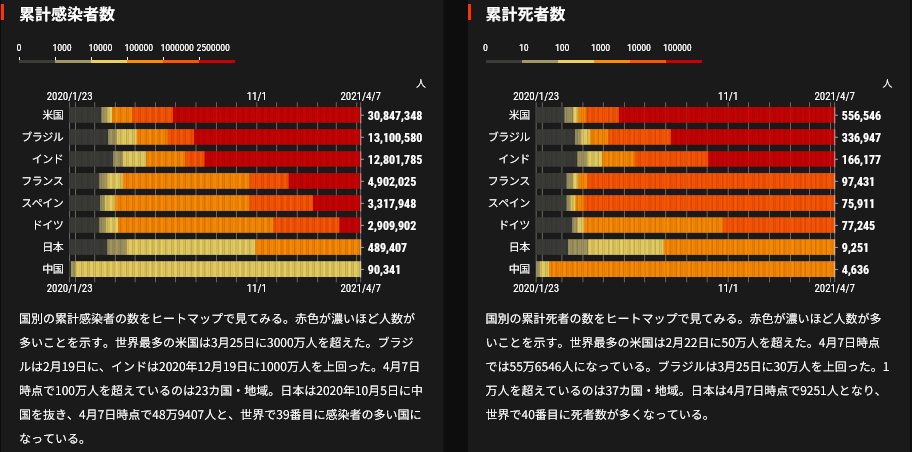 累計感染者数
0 1000 10000 100000 1000000 2500000
人
2020/1/23 11/1 2021/4/7
米国 30,847,348
ブラジル 13,100,580
インド 12,801,785
フランス 4,902,025
スペイン 3,317,948
ドイツ 2,909,902
日本 489,407
中国 90,341
2020/1/23 11/1 2021/4/7
国別の累計感染者の数をヒートマップで見てみる。赤色が濃いほど人数が
多いことを示す。世界最多の米国は3月25日に3000万人を超えた。ブラジ
ルは2月19日に、インドは2020年12月19日に1000万人を上回った。4月7日
時点で100万人を超えているのは23カ国・地域。日本は2020年10月5日に中
国を抜き、4月7日時点で48万9407人と、世界で39番目に感染者の多い国に
なっている。
累計死者数
0 10 100 1000 10000 100000
人
2020/1/23 11/1 2021/4/7
米国 556,546
ブラジル 336,947
インド 166,177
フランス 97,431
スペイン 75,911
ドイツ 77,245
日本 9,251
中国 4,636
2020/1/23 11/1 2021/4/7
国別の累計死者の数をヒートマップで見てみる。赤色が濃いほど人数が多
いことを示す。世界最多の米国は2月22日に50万人を超えた。4月7日時点
では55万6546人になっている。ブラジルは3月25日に30万人を上回った。1
万人を超えているのは37カ国・地域。日本は4月7日時点で9251人となり、
世界で40番目に死者数が多くなっている。